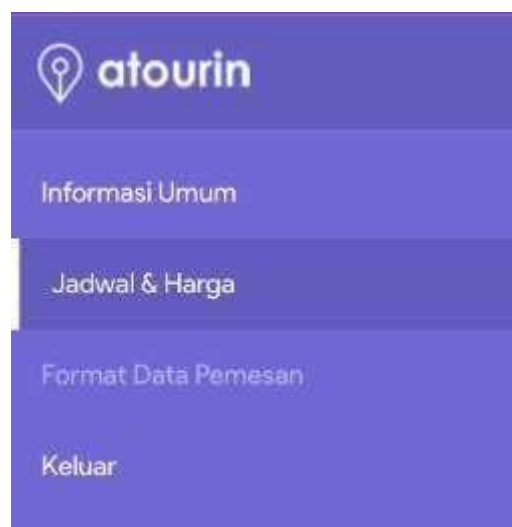 atourin
Informasi Umum
Jadwal & Harga
Format Data Pemesan
Keluar